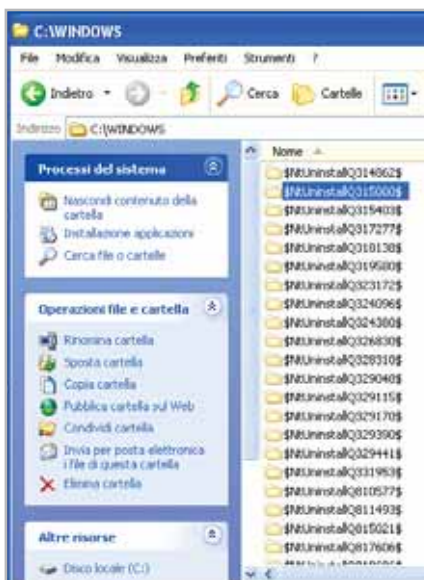 C:\WINDOWS
File Modifica Visualizza Preferiti Strumenti ?
Indietro Cerca Cartelle
Indirizzo C:\WINDOWS
Processi del sistema
Nascondi contenuto della
cartella
Installazione applicazioni
Cerca file o cartelle
Operazioni file e cartella
Rinomina cartella
Sposta cartella
Copia cartella
Pubblica cartella sul Web
Condividi cartella
Invia per posta elettronica
i file di questa cartella
Elimina cartella
Altre risorse
Disco locale (C:)
Nome
$NtUninstallQ314862$
$NtUninstallQ315000$
$NtUninstallQ315403$
$NtUninstallQ317277$
$NtUninstallQ318138$
$NtUninstallQ319580$
$NtUninstallQ323172$
$NtUninstallQ324096$
$NtUninstallQ324380$
$NtUninstallQ326830$
$NtUninstallQ328310$
$NtUninstallQ329048$
$NtUninstallQ329115$
$NtUninstallQ329170$
$NtUninstallQ329390$
$NtUninstallQ329441$
$NtUninstallQ331953$
$NtUninstallQ810577$
$NtUninstallQ811493$
$NtUninstallQ815021$
$NtUninstallQ817606$